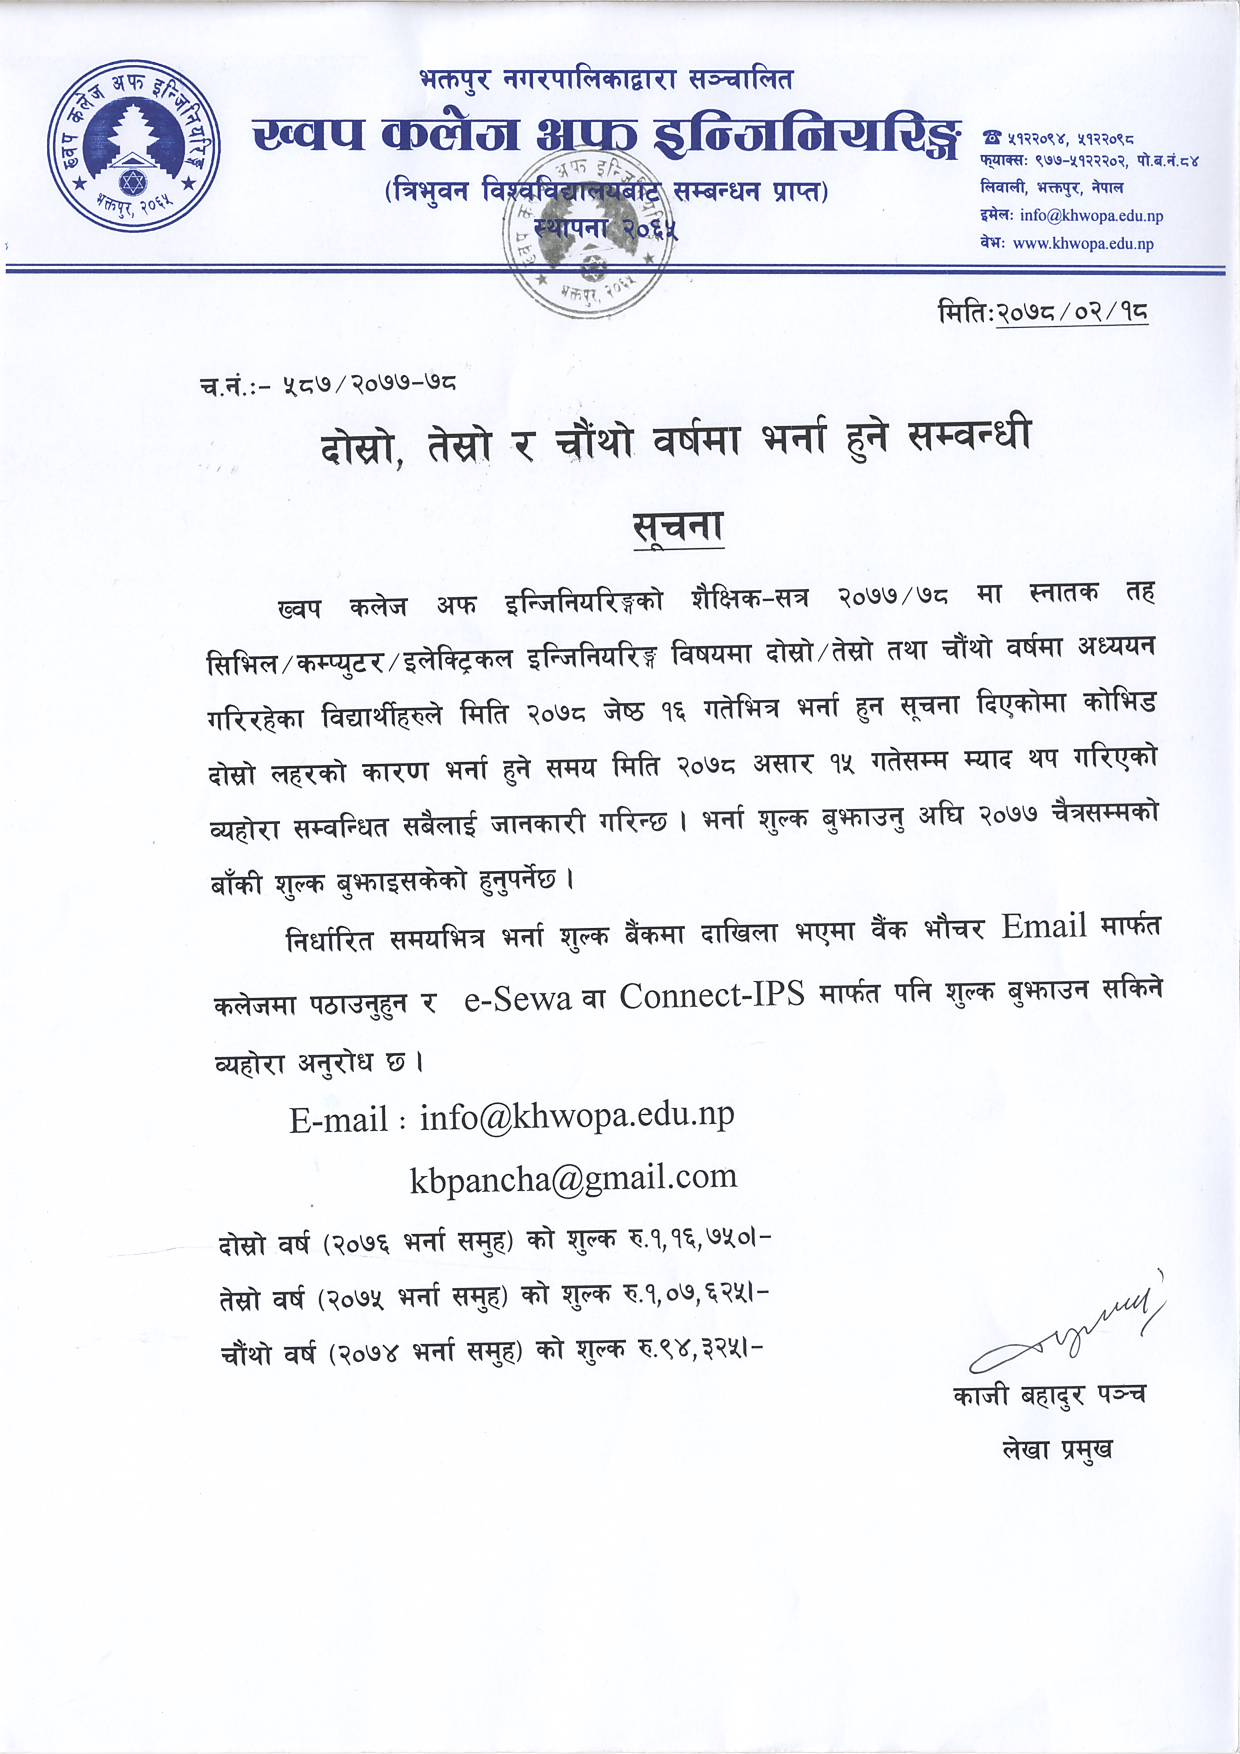 भक्तपुर नगरपालिकाद्वारा सञ्चालित
ख्वप कलेज अफ इन्जिनियरिङ्ग
(त्रिभुवन विश्वविद्यालयबाट सम्बन्धन प्राप्त)
स्थापना २०६५
ख्वप कलेज अफ इन्जिनियरिङ्ग
भक्तपुर, २०६५
☎ ५१२२०९४, ५१२२०९८
फ्याक्सः ९७७-५१२२२०२, पो.ब.नं.८४
लिवाली, भक्तपुर, नेपाल
इमेलः info@khwopa.edu.np
वेभः www.khwopa.edu.np
भक्तपुर, २०६५
मितिः२०७८/०२/१८
च.नं.:- ५८७/२०७७-७८
दोस्रो, तेस्रो र चौंथो वर्षमा भर्ना हुने सम्वन्धी
सूचना
ख्वप कलेज अफ इन्जिनियरिङ्गको शैक्षिक-सत्र २०७७/७८ मा स्नातक तह
सिभिल/कम्प्युटर/इलेक्ट्रिकल इन्जिनियरिङ्ग विषयमा दोस्रो/तेस्रो तथा चौंथो वर्षमा अध्ययन
गरिरहेका विद्यार्थीहरुले मिति २०७८ जेष्ठ १६ गतेभित्र भर्ना हुन सूचना दिएकोमा कोभिड
दोस्रो लहरको कारण भर्ना हुने समय मिति २०७८ असार १५ गतेसम्म म्याद थप गरिएको
व्यहोरा सम्वन्धित सबैलाई जानकारी गरिन्छ । भर्ना शुल्क बुझाउनु अघि २०७७ चैत्रसम्मको
बाँकी शुल्क बुझाइसकेको हुनुपर्नेछ ।
निर्धारित समयभित्र भर्ना शुल्क बैंकमा दाखिला भएमा वैंक भौचर Email मार्फत
कलेजमा पठाउनुहुन र e-Sewa वा Connect-IPS मार्फत पनि शुल्क बुझाउन सकिने
व्यहोरा अनुरोध छ ।
E-mail : info@khwopa.edu.np
kbpancha@gmail.com
दोस्रो वर्ष (२०७६ भर्ना समुह) को शुल्क रु.१,१६,७५०।-
तेस्रो वर्ष (२०७५ भर्ना समुह) को शुल्क रु.१,०७,६२५।-
चौंथो वर्ष (२०७४ भर्ना समुह) को शुल्क रु.९४,३२५।-
काजी बहादुर पञ्च
लेखा प्रमुख